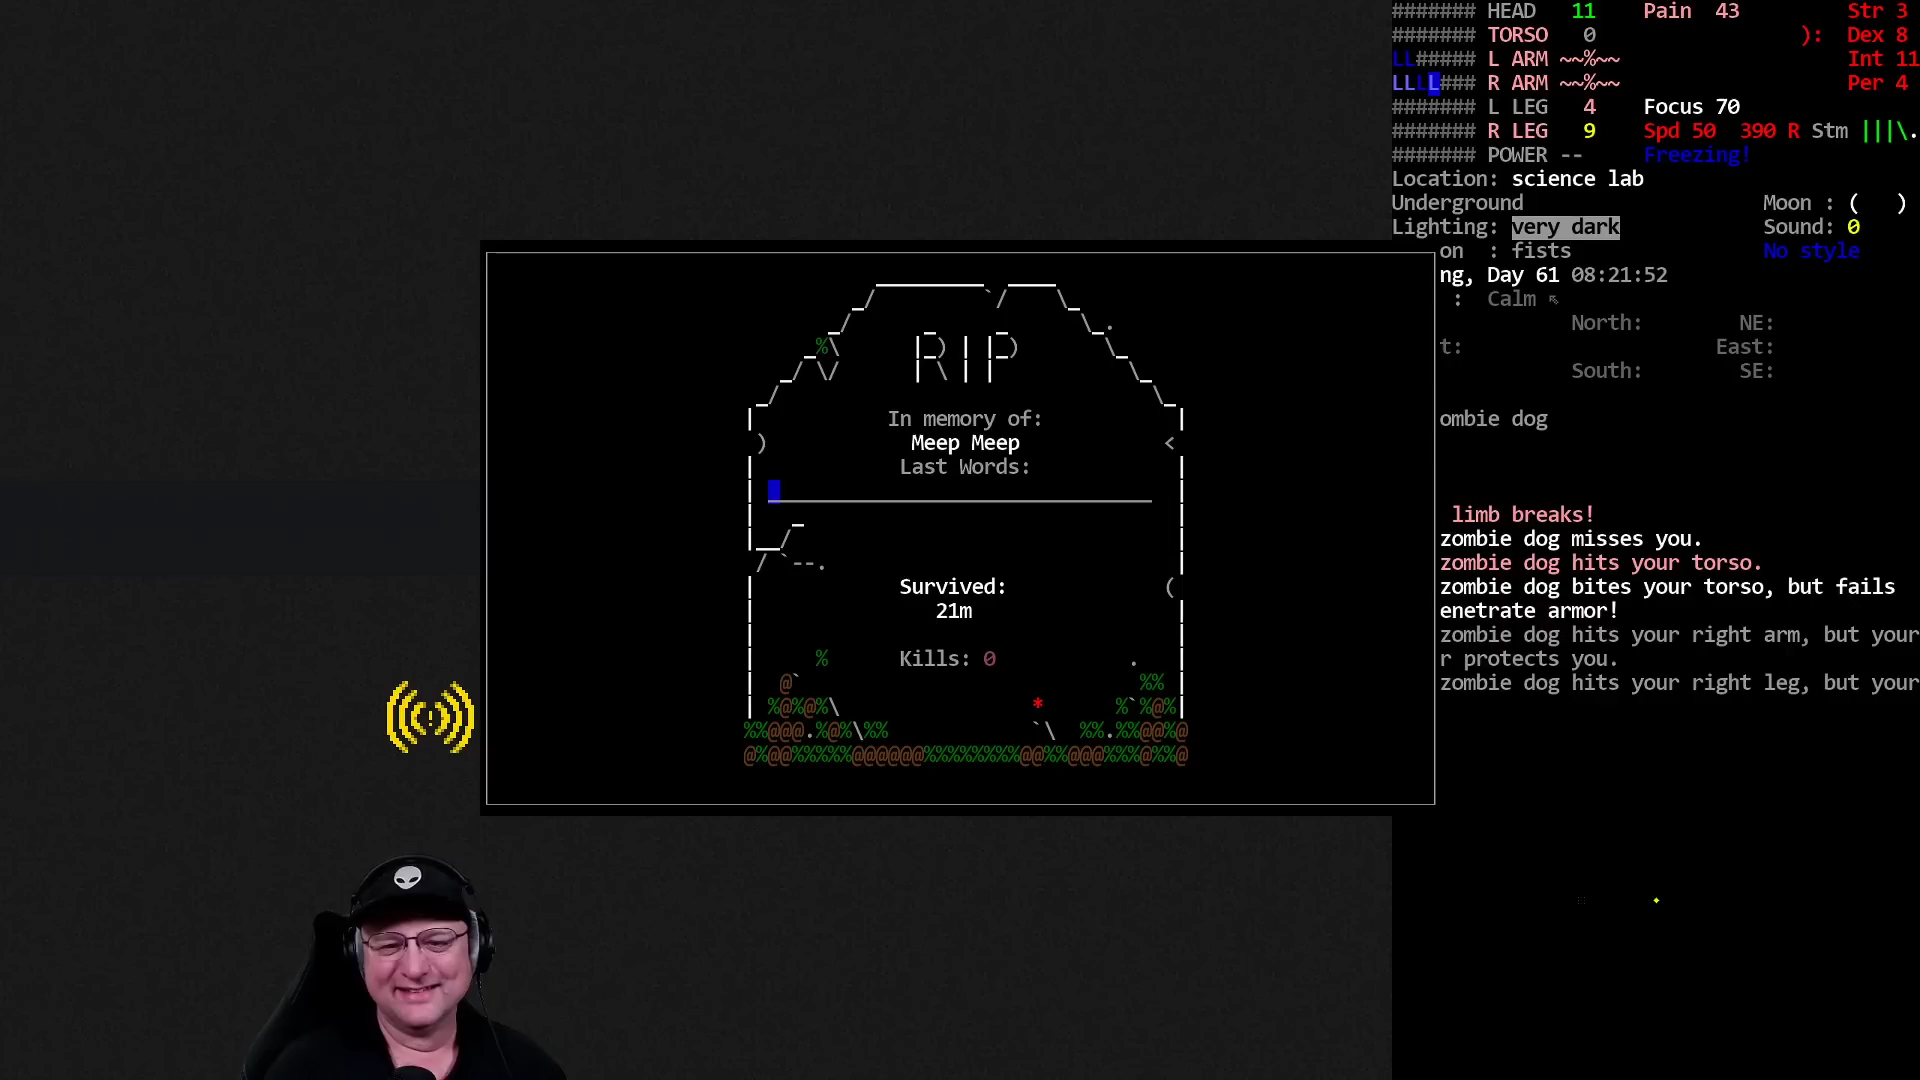 ####### HEAD 11 Pain 43 Str 3
####### TORSO 0 ): Dex 8
LL##### L ARM ~~%~~ Int 11
LLLL### R ARM ~~%~~ Per 4
####### L LEG 4 Focus 70
####### R LEG 9 Spd 50 390 R Stm |||\.
####### POWER -- Freezing!
Location: science lab
Underground Moon : ( )
Lighting: very dark Sound: 0
on : fists No style
ng, Day 61 08:21:52
: Calm
North: NE:
t: East:
South: SE:
ombie dog
limb breaks!
zombie dog misses you.
zombie dog hits your torso.
zombie dog bites your torso, but fails
enetrate armor!
zombie dog hits your right arm, but your
r protects you.
zombie dog hits your right leg, but your
RIP
In memory of:
Meep Meep
Last Words:
Survived:
21m
Kills: 0